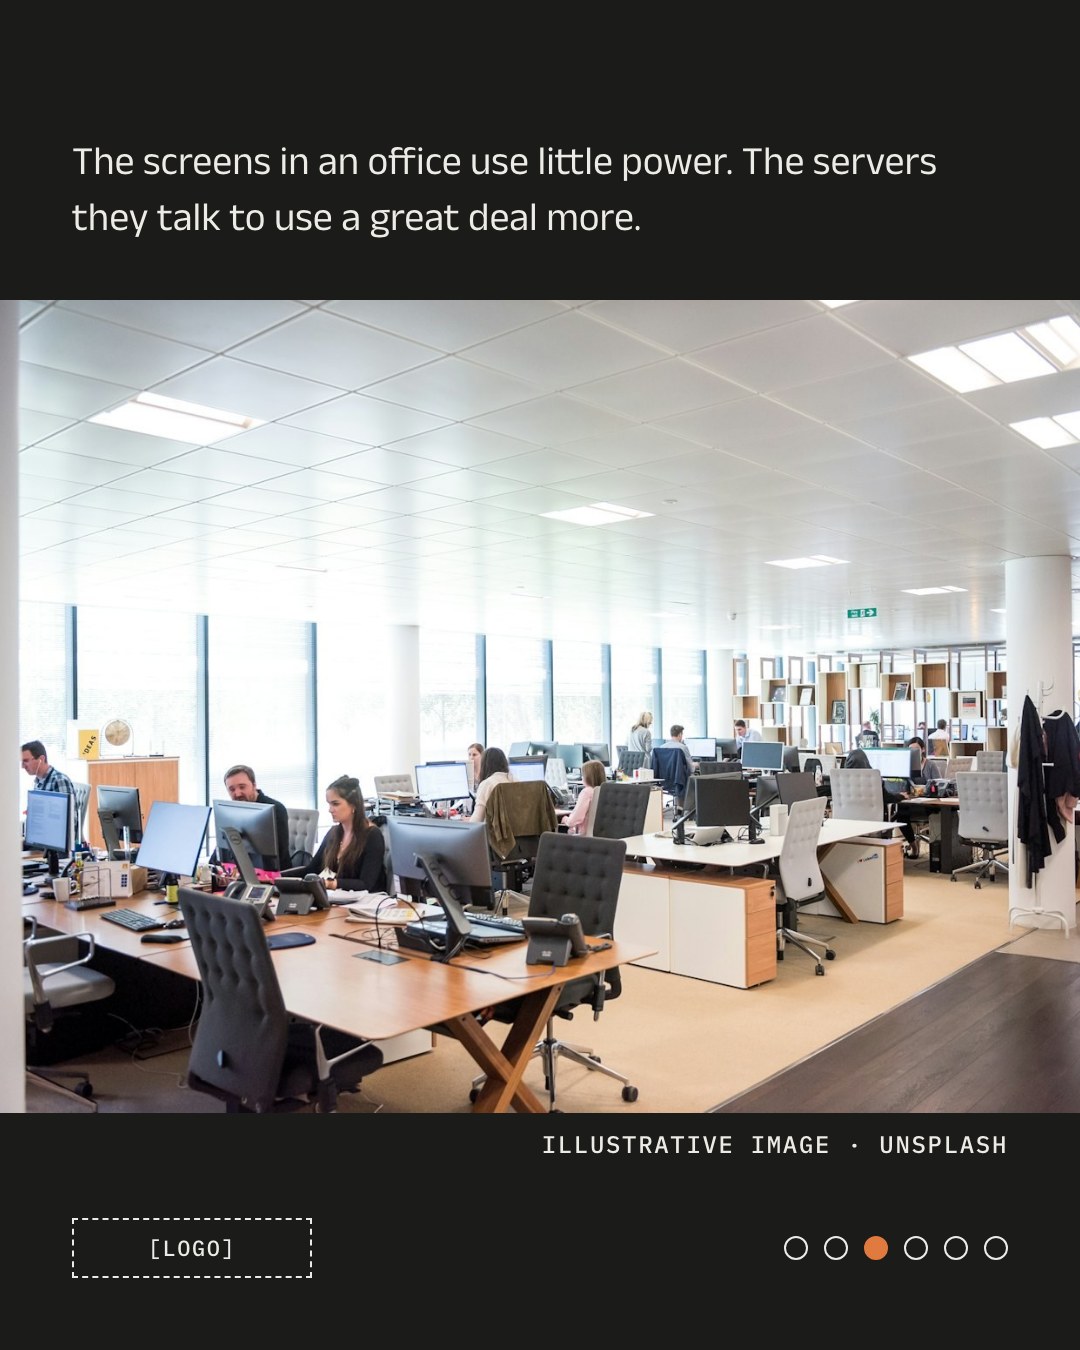 The screens in an office use little power. The servers
they talk to use a great deal more.
IDEAS
ILLUSTRATIVE IMAGE · UNSPLASH
[LOGO]